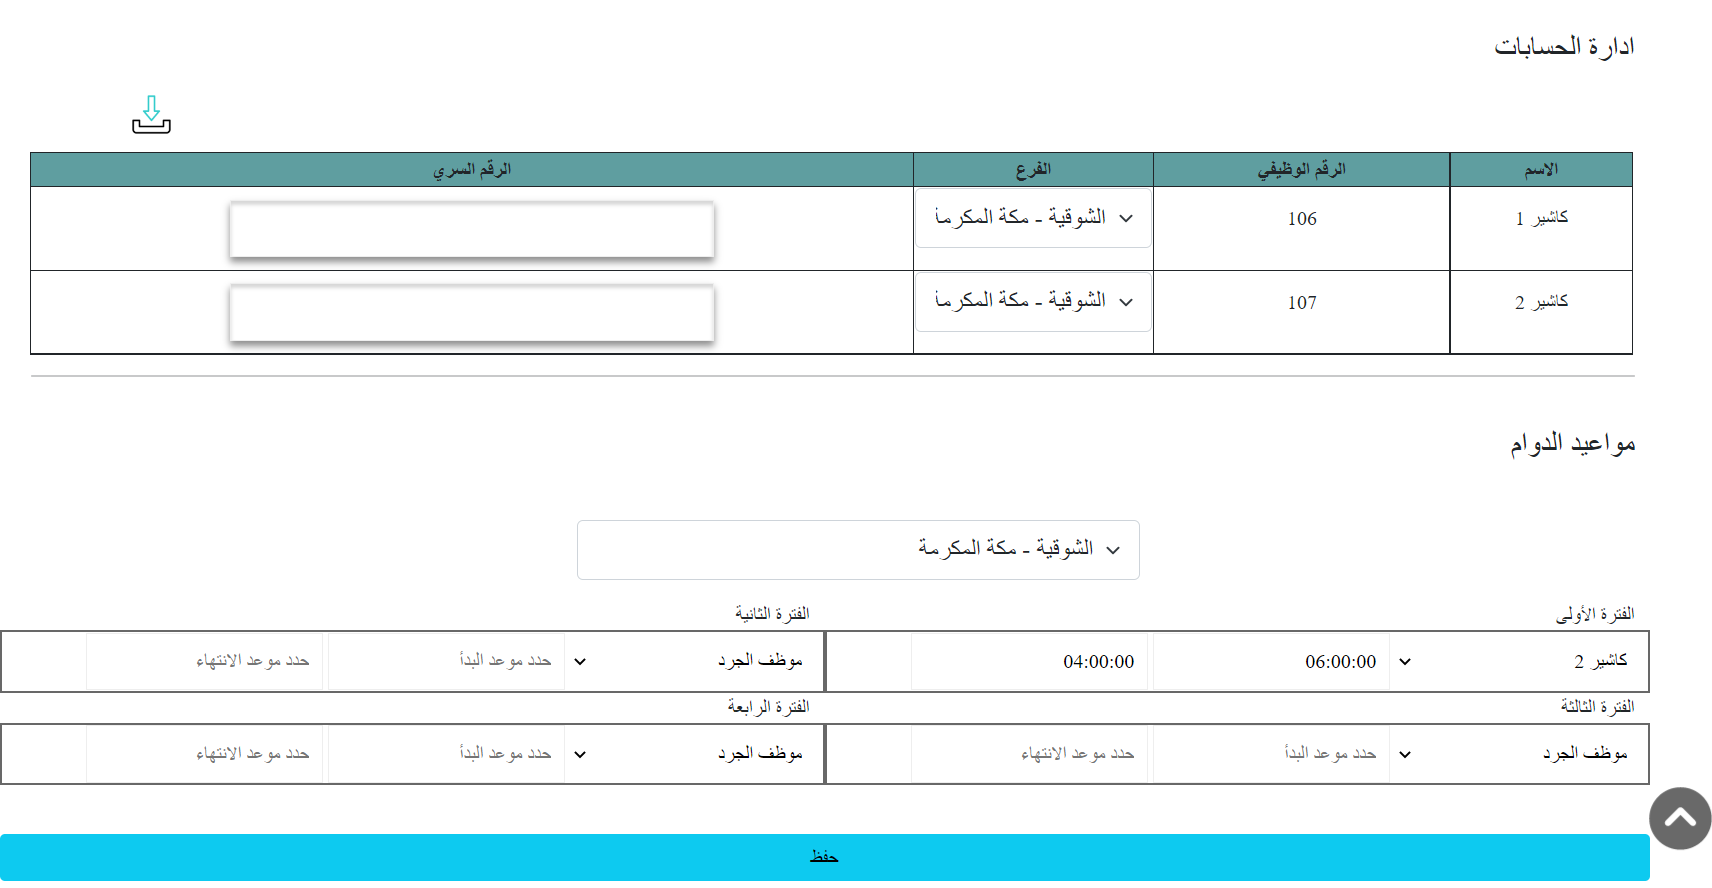 ادارة الحسابات
الاسم الرقم الوظيفي الفرع الرقم السري
كاشير 1 106 الشوقية - مكة المكرمة
كاشير 2 107 الشوقية - مكة المكرمة
مواعيد الدوام
الشوقية - مكة المكرمة
الفترة الأولى الفترة الثانية
كاشير 2 06:00:00 04:00:00 موظف الجرد حدد موعد البدأ حدد موعد الانتهاء
الفترة الثالثة الفترة الرابعة
موظف الجرد حدد موعد البدأ حدد موعد الانتهاء موظف الجرد حدد موعد البدأ حدد موعد الانتهاء
حفظ